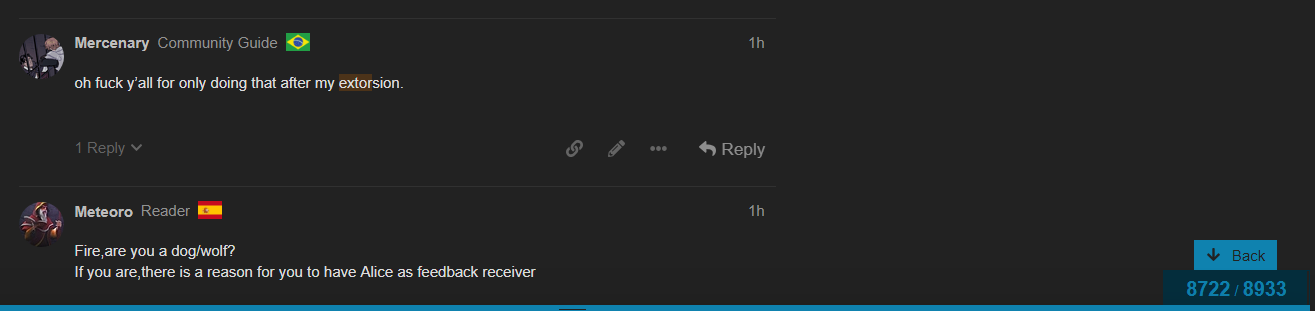 Mercenary Community Guide 1h
oh fuck y'all for only doing that after my extorsion.
1 Reply Reply
Meteoro Reader 1h
Fire,are you a dog/wolf?
If you are,there is a reason for you to have Alice as feedback receiver
Back
8722 / 8933